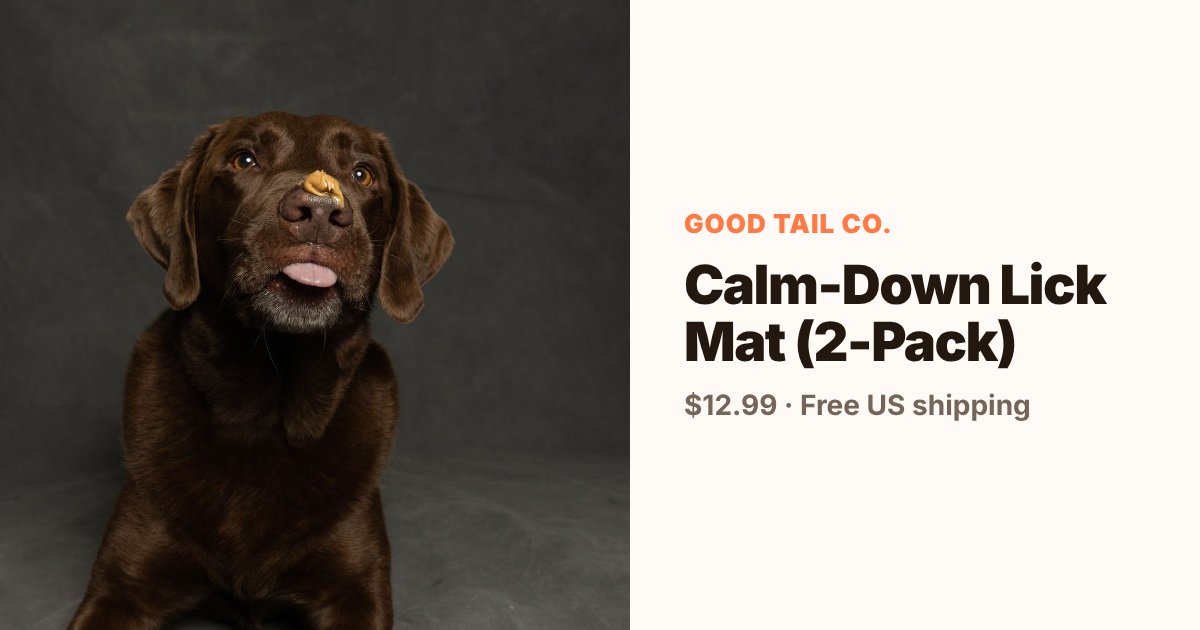 GOOD TAIL CO.
Calm-Down Lick
Mat (2-Pack)
$12.99 · Free US shipping